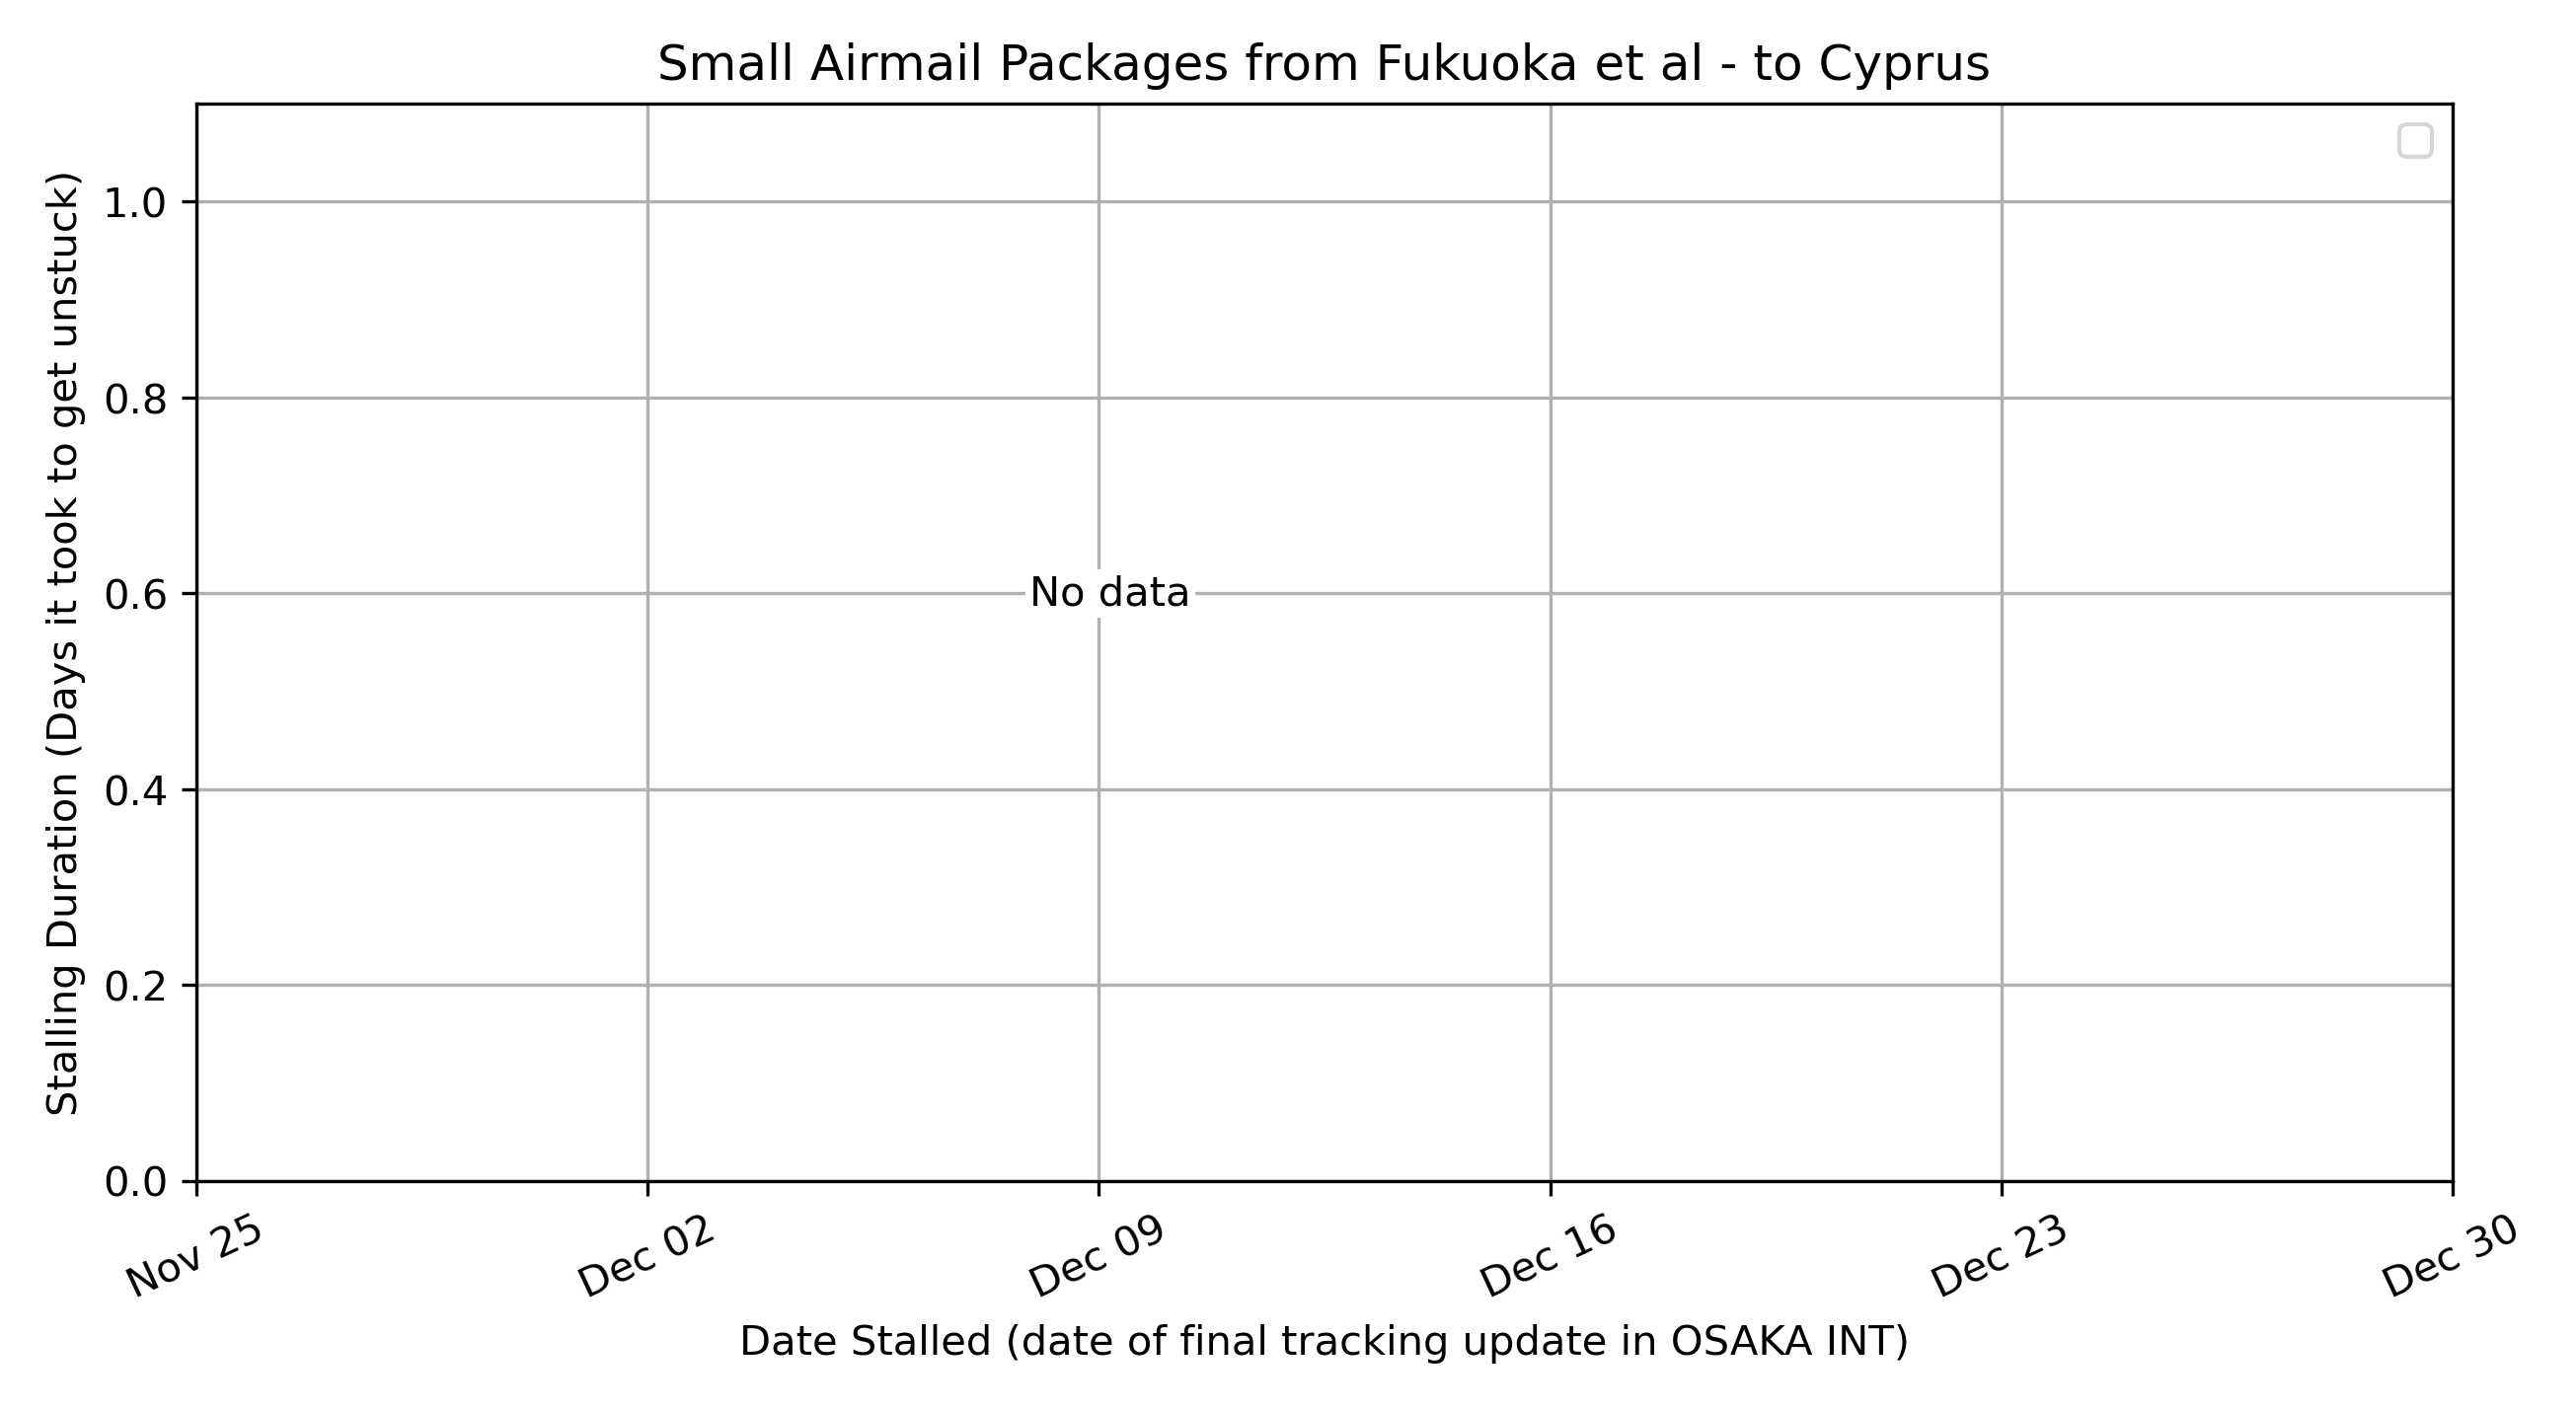 Small Airmail Packages from Fukuoka et al - to Cyprus
Stalling Duration (Days it took to get unstuck)
1.0
0.8
0.6
0.4
0.2
0.0
No data
Nov 25
Dec 02
Dec 09
Dec 16
Dec 23
Dec 30
Date Stalled (date of final tracking update in OSAKA INT)